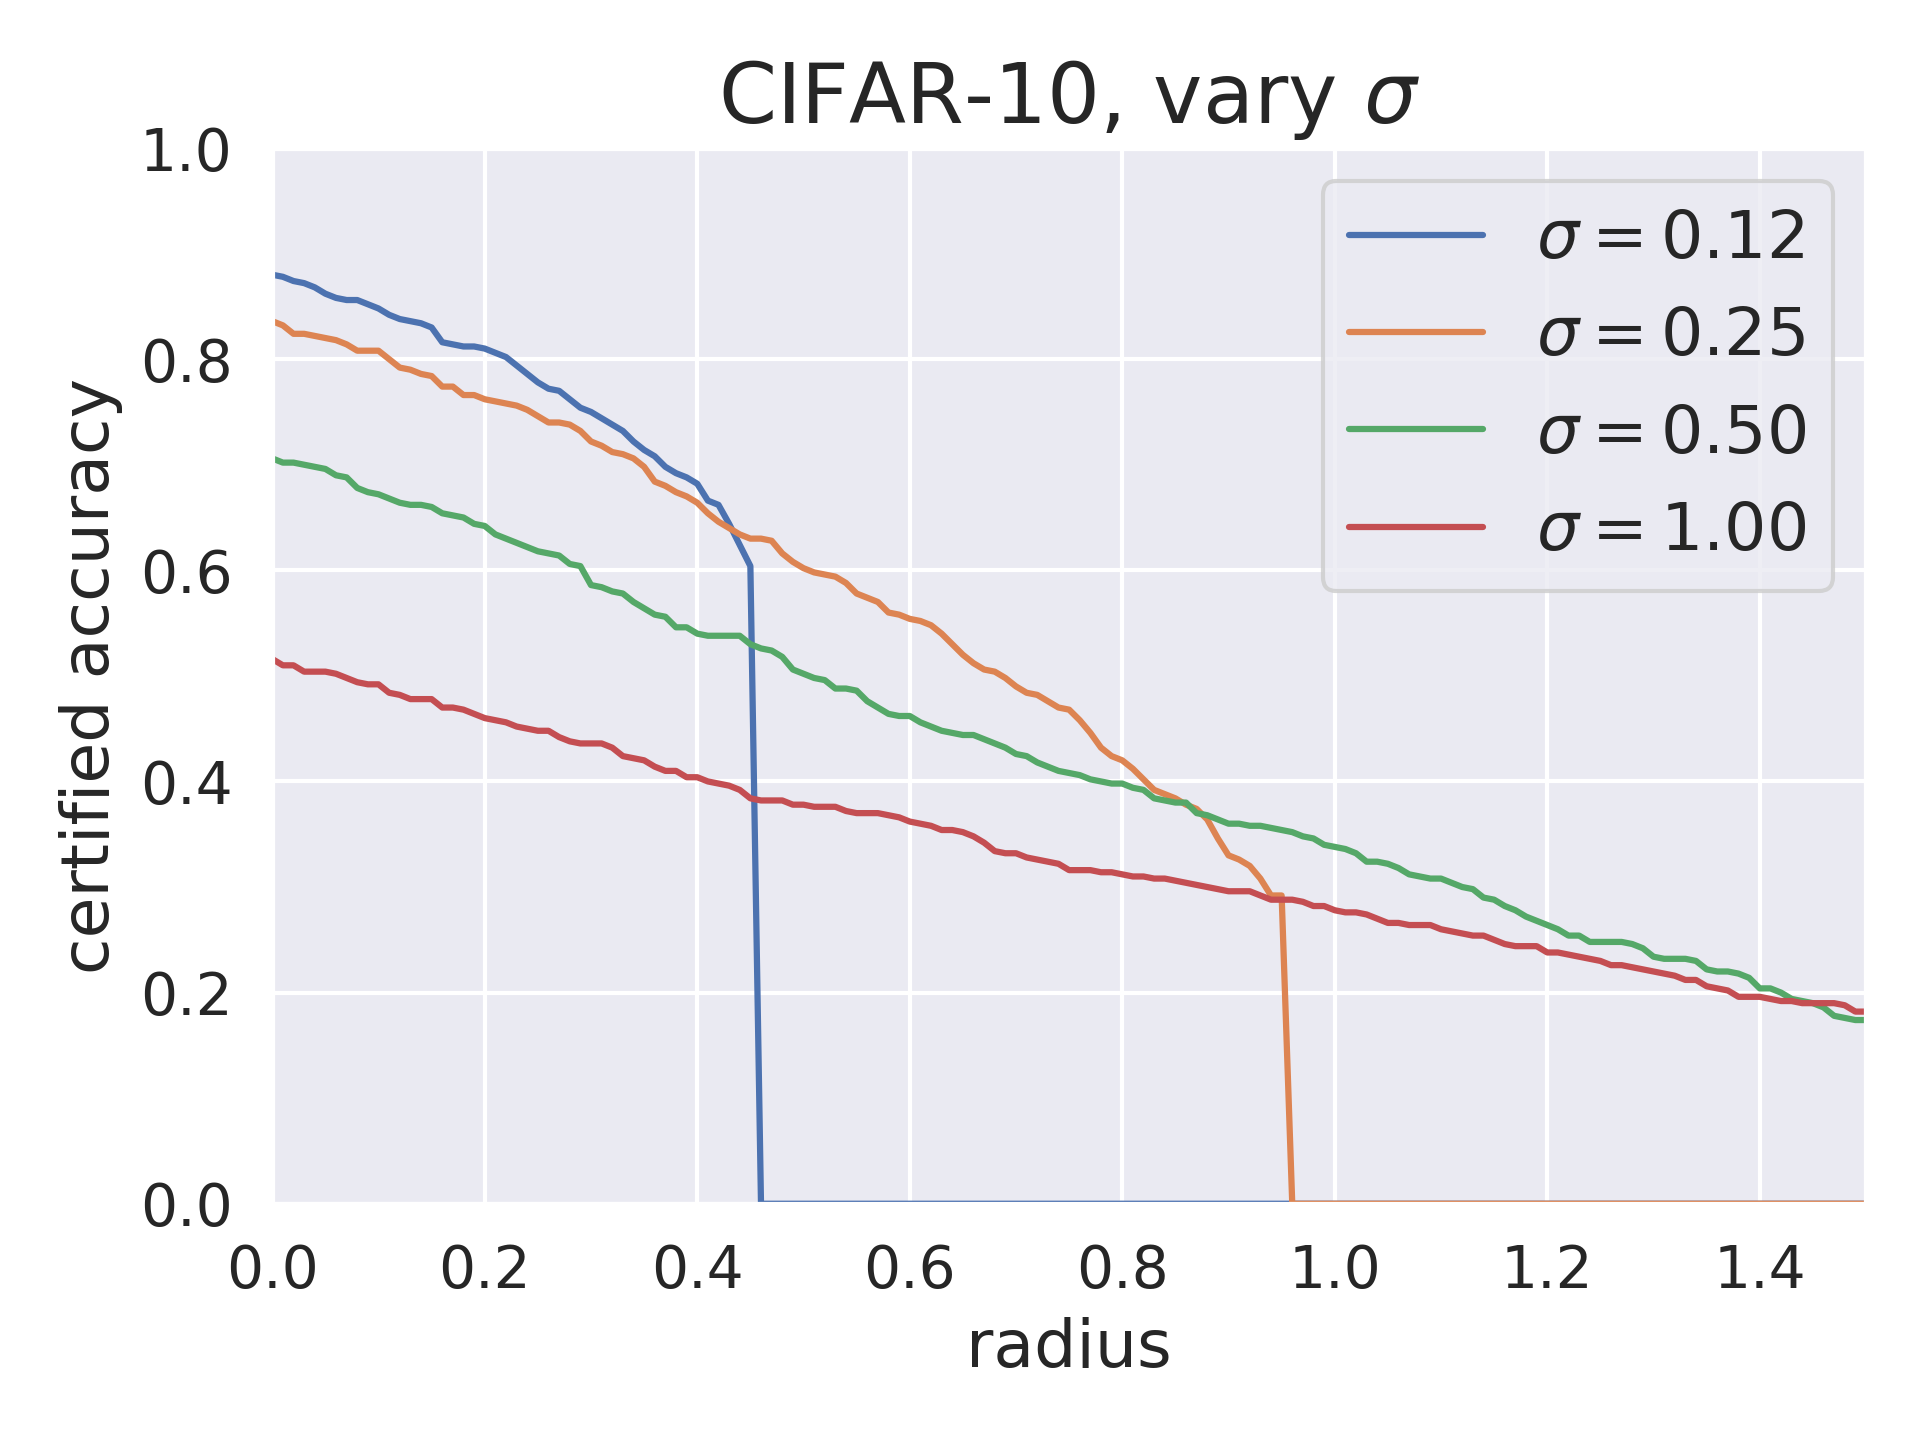 CIFAR-10, vary σ
1.0
0.8
0.6
0.4
0.2
0.0
certified accuracy
σ = 0.12
σ = 0.25
σ = 0.50
σ = 1.00
0.0 0.2 0.4 0.6 0.8 1.0 1.2 1.4
radius